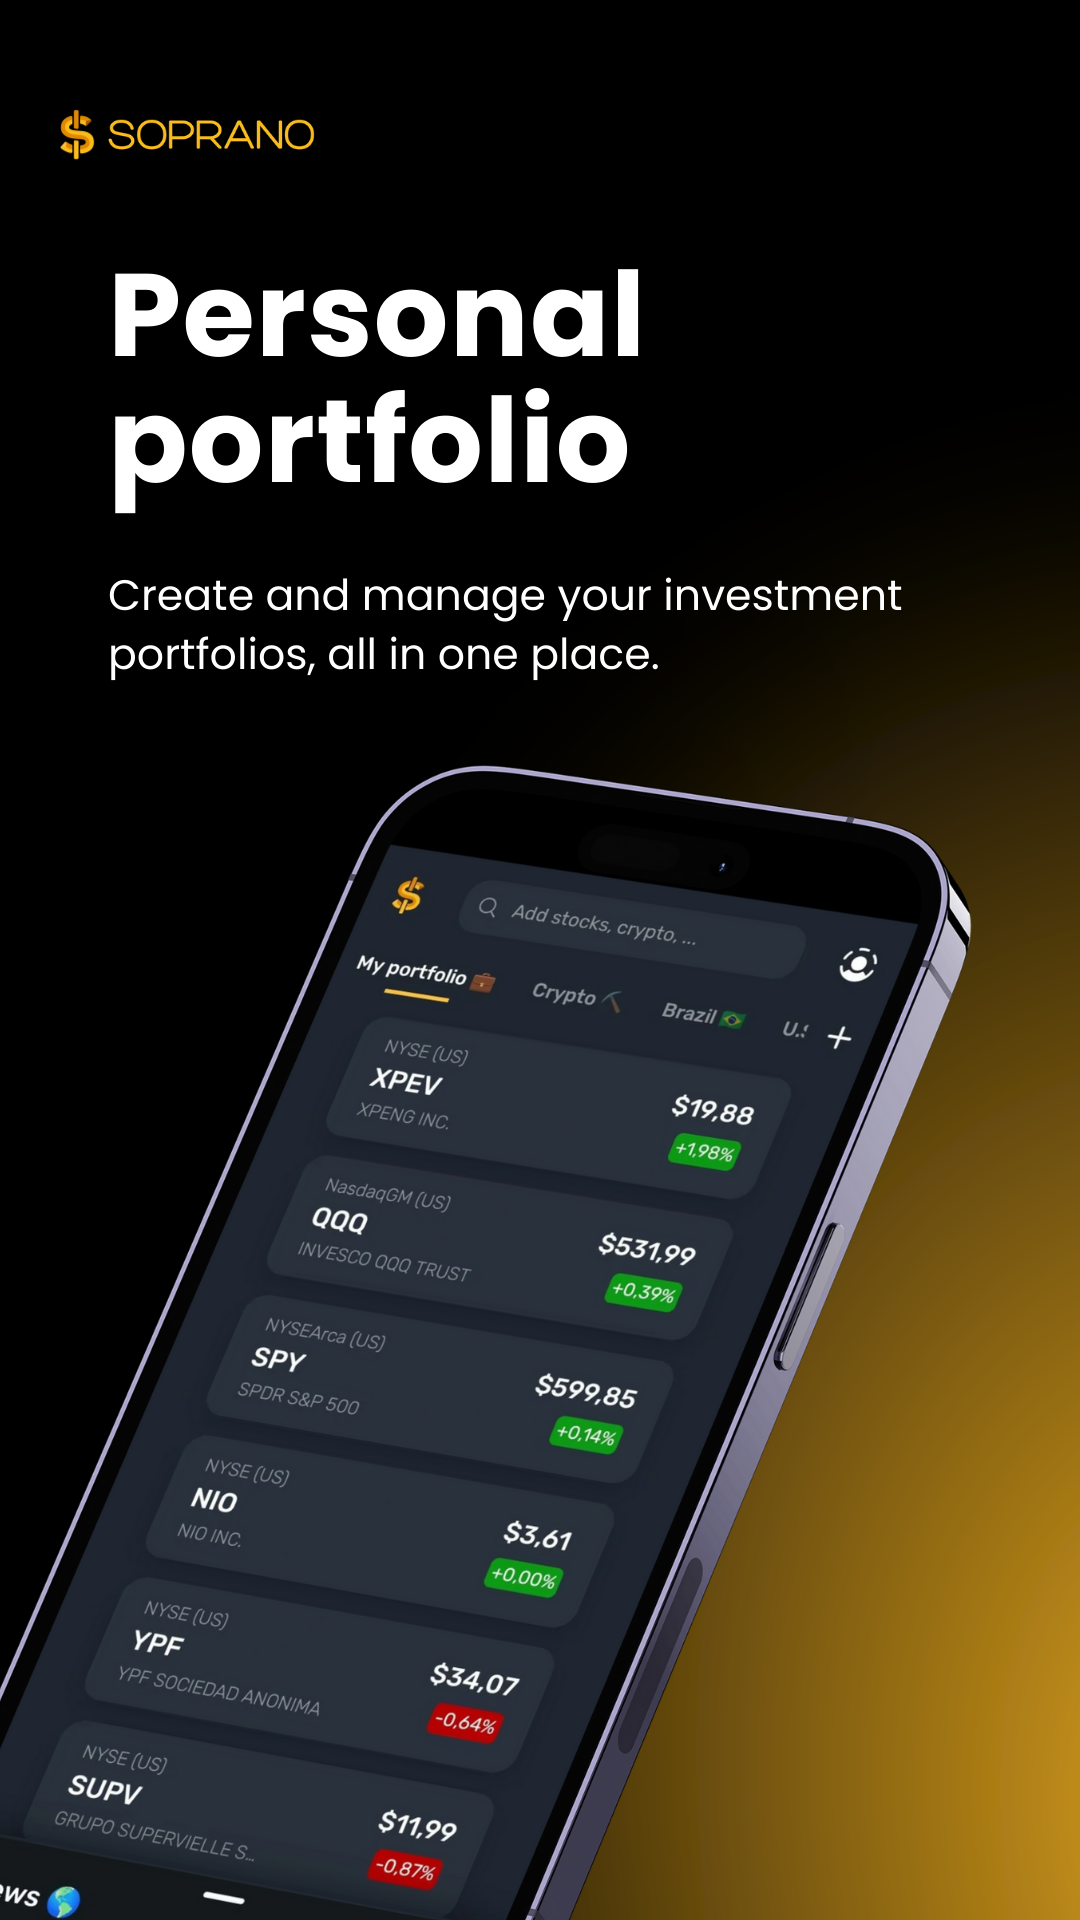 $ SOPRANO
Personal
portfolio
Create and manage your investment
portfolios, all in one place.
Add stocks, crypto, ...
My portfolio 💼 Crypto ⛏️ Brazil 🇧🇷 +
NYSE (US)
XPEV
XPENG INC.
$19,88
+1,98%
NasdaqGM (US)
QQQ
INVESCO QQQ TRUST
$531,99
+0,39%
NYSEArca (US)
SPY
SPDR S&P 500
$599,85
+0,14%
NYSE (US)
NIO
NIO INC.
$3,61
+0,00%
NYSE (US)
YPF
YPF SOCIEDAD ANONIMA
$34,07
-0,64%
NYSE (US)
SUPV
GRUPO SUPERVIELLE S...
$11,99
-0,87%
ews 🌎